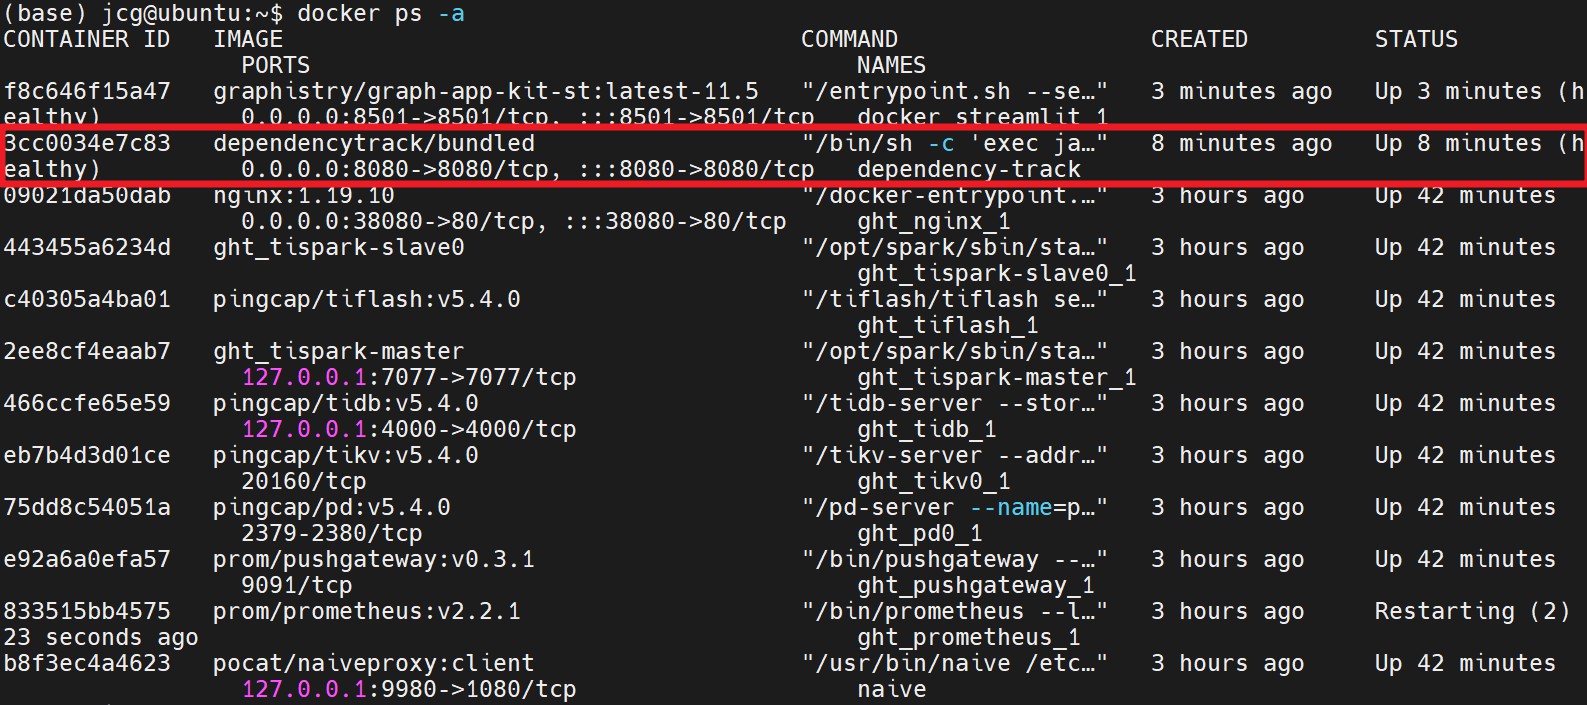 (base) jcg@ubuntu:~$ docker ps -a
CONTAINER ID   IMAGE                                     COMMAND                  CREATED         STATUS
                 PORTS                                       NAMES
f8c646f15a47   graphistry/graph-app-kit-st:latest-11.5   "/entrypoint.sh --se…"   3 minutes ago   Up 3 minutes (h
ealthy)          0.0.0.0:8501->8501/tcp, :::8501->8501/tcp   docker_streamlit_1
3cc0034e7c83   dependencytrack/bundled                   "/bin/sh -c 'exec ja…"   8 minutes ago   Up 8 minutes (h
ealthy)          0.0.0.0:8080->8080/tcp, :::8080->8080/tcp   dependency-track
09021da50dab   nginx:1.19.10                             "/docker-entrypoint.…"   3 hours ago     Up 42 minutes
                 0.0.0.0:38080->80/tcp, :::38080->80/tcp     ght_nginx_1
443455a6234d   ght_tispark-slave0                        "/opt/spark/sbin/sta…"   3 hours ago     Up 42 minutes
                                                             ght_tispark-slave0_1
c40305a4ba01   pingcap/tiflash:v5.4.0                    "/tiflash/tiflash se…"   3 hours ago     Up 42 minutes
                                                             ght_tiflash_1
2ee8cf4eaab7   ght_tispark-master                        "/opt/spark/sbin/sta…"   3 hours ago     Up 42 minutes
                 127.0.0.1:7077->7077/tcp                    ght_tispark-master_1
466ccfe65e59   pingcap/tidb:v5.4.0                       "/tidb-server --stor…"   3 hours ago     Up 42 minutes
                 127.0.0.1:4000->4000/tcp                    ght_tidb_1
eb7b4d3d01ce   pingcap/tikv:v5.4.0                       "/tikv-server --addr…"   3 hours ago     Up 42 minutes
                 20160/tcp                                   ght_tikv0_1
75dd8c54051a   pingcap/pd:v5.4.0                         "/pd-server --name=p…"   3 hours ago     Up 42 minutes
                 2379-2380/tcp                               ght_pd0_1
e92a6a0efa57   prom/pushgateway:v0.3.1                   "/bin/pushgateway --…"   3 hours ago     Up 42 minutes
                 9091/tcp                                    ght_pushgateway_1
833515bb4575   prom/prometheus:v2.2.1                    "/bin/prometheus --l…"   3 hours ago     Restarting (2)
23 seconds ago                                               ght_prometheus_1
b8f3ec4a4623   pocat/naiveproxy:client                   "/usr/bin/naive /etc…"   3 hours ago     Up 42 minutes
                 127.0.0.1:9980->1080/tcp                    naive